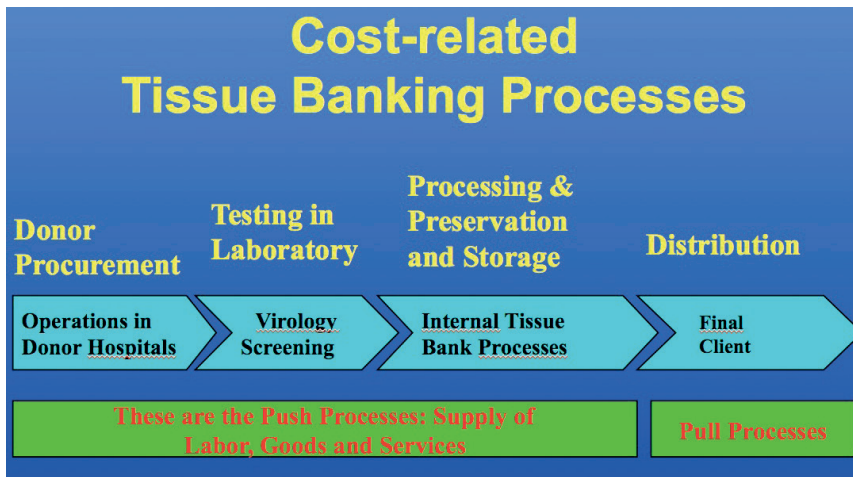 Cost-related
Tissue Banking Processes
Donor
Procurement
Testing in
Laboratory
Processing &
Preservation
and Storage
Distribution
Operations in
Donor Hospitals
Virology
Screening
Internal Tissue
Bank Processes
Final
Client
These are the Push Processes: Supply of
Labor, Goods and Services
Pull Processes